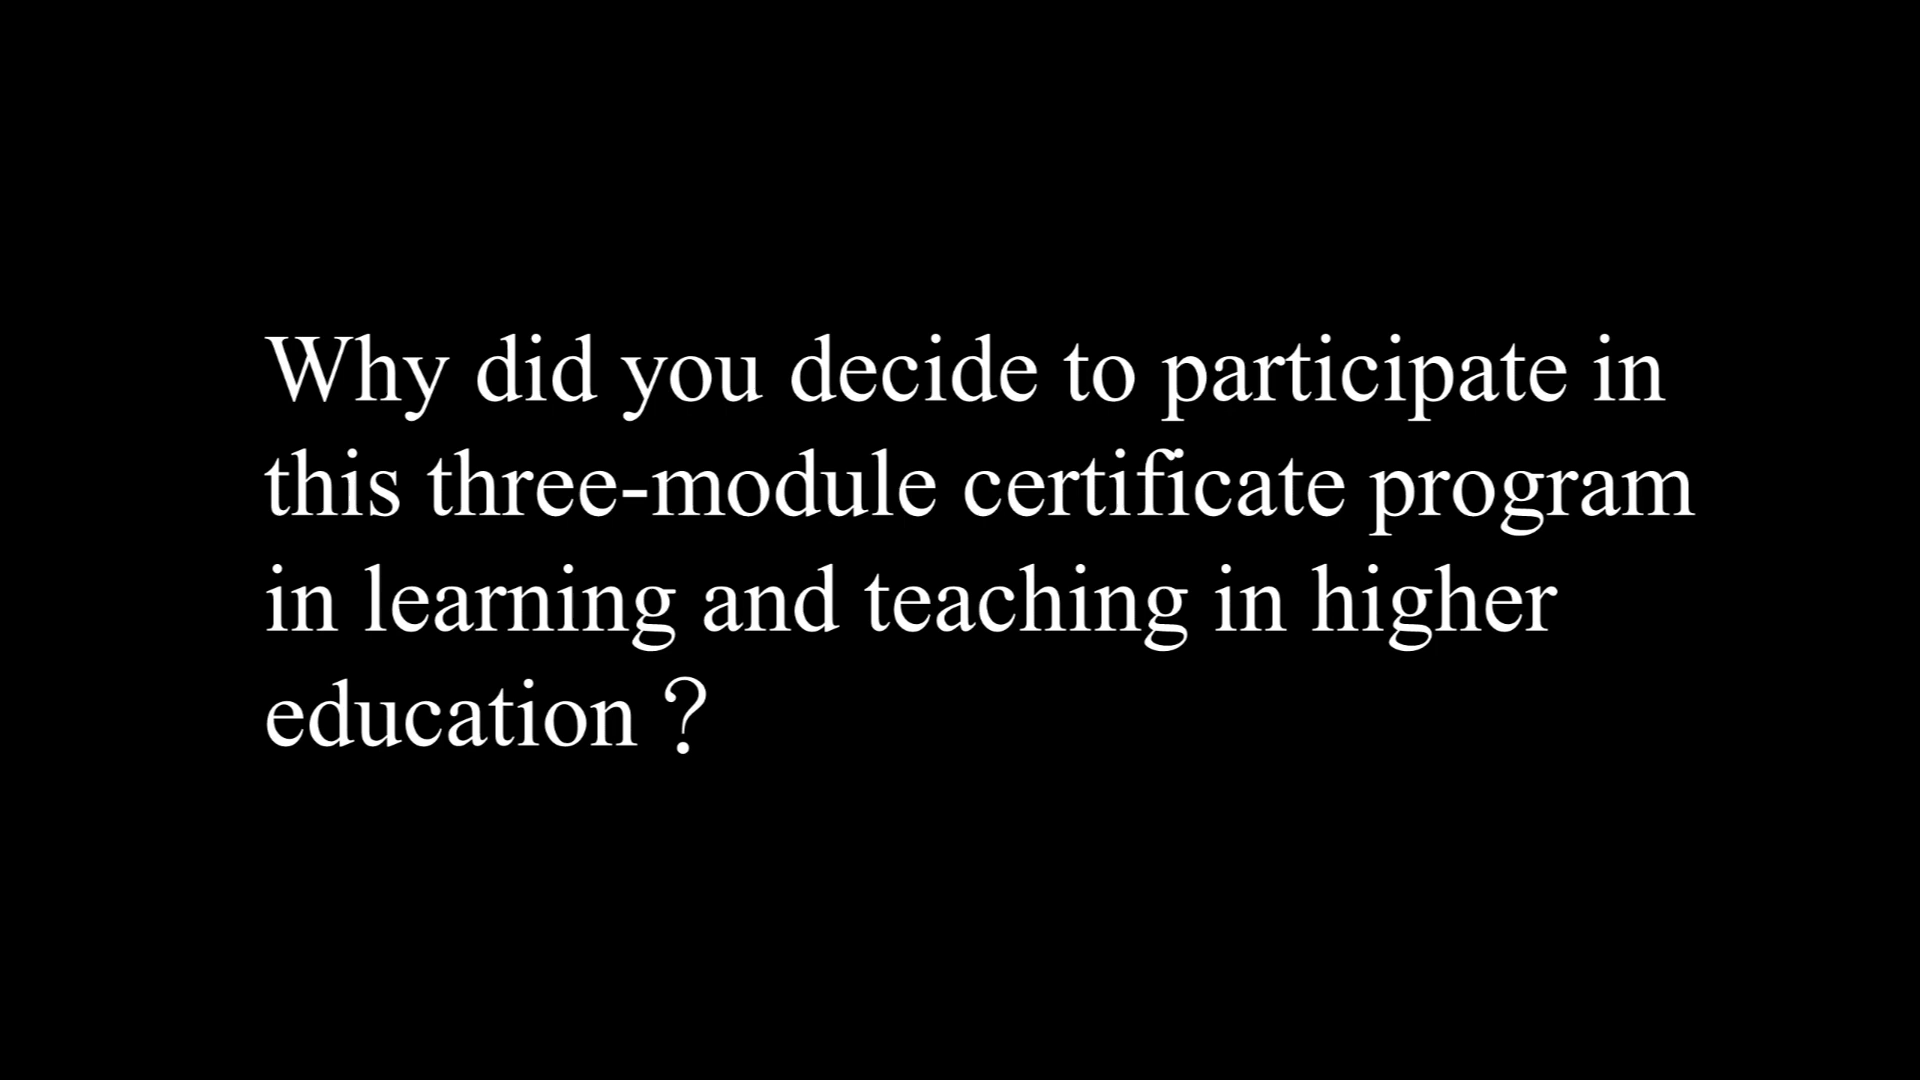 Why did you decide to participate in
this three-module certificate program
in learning and teaching in higher
education？